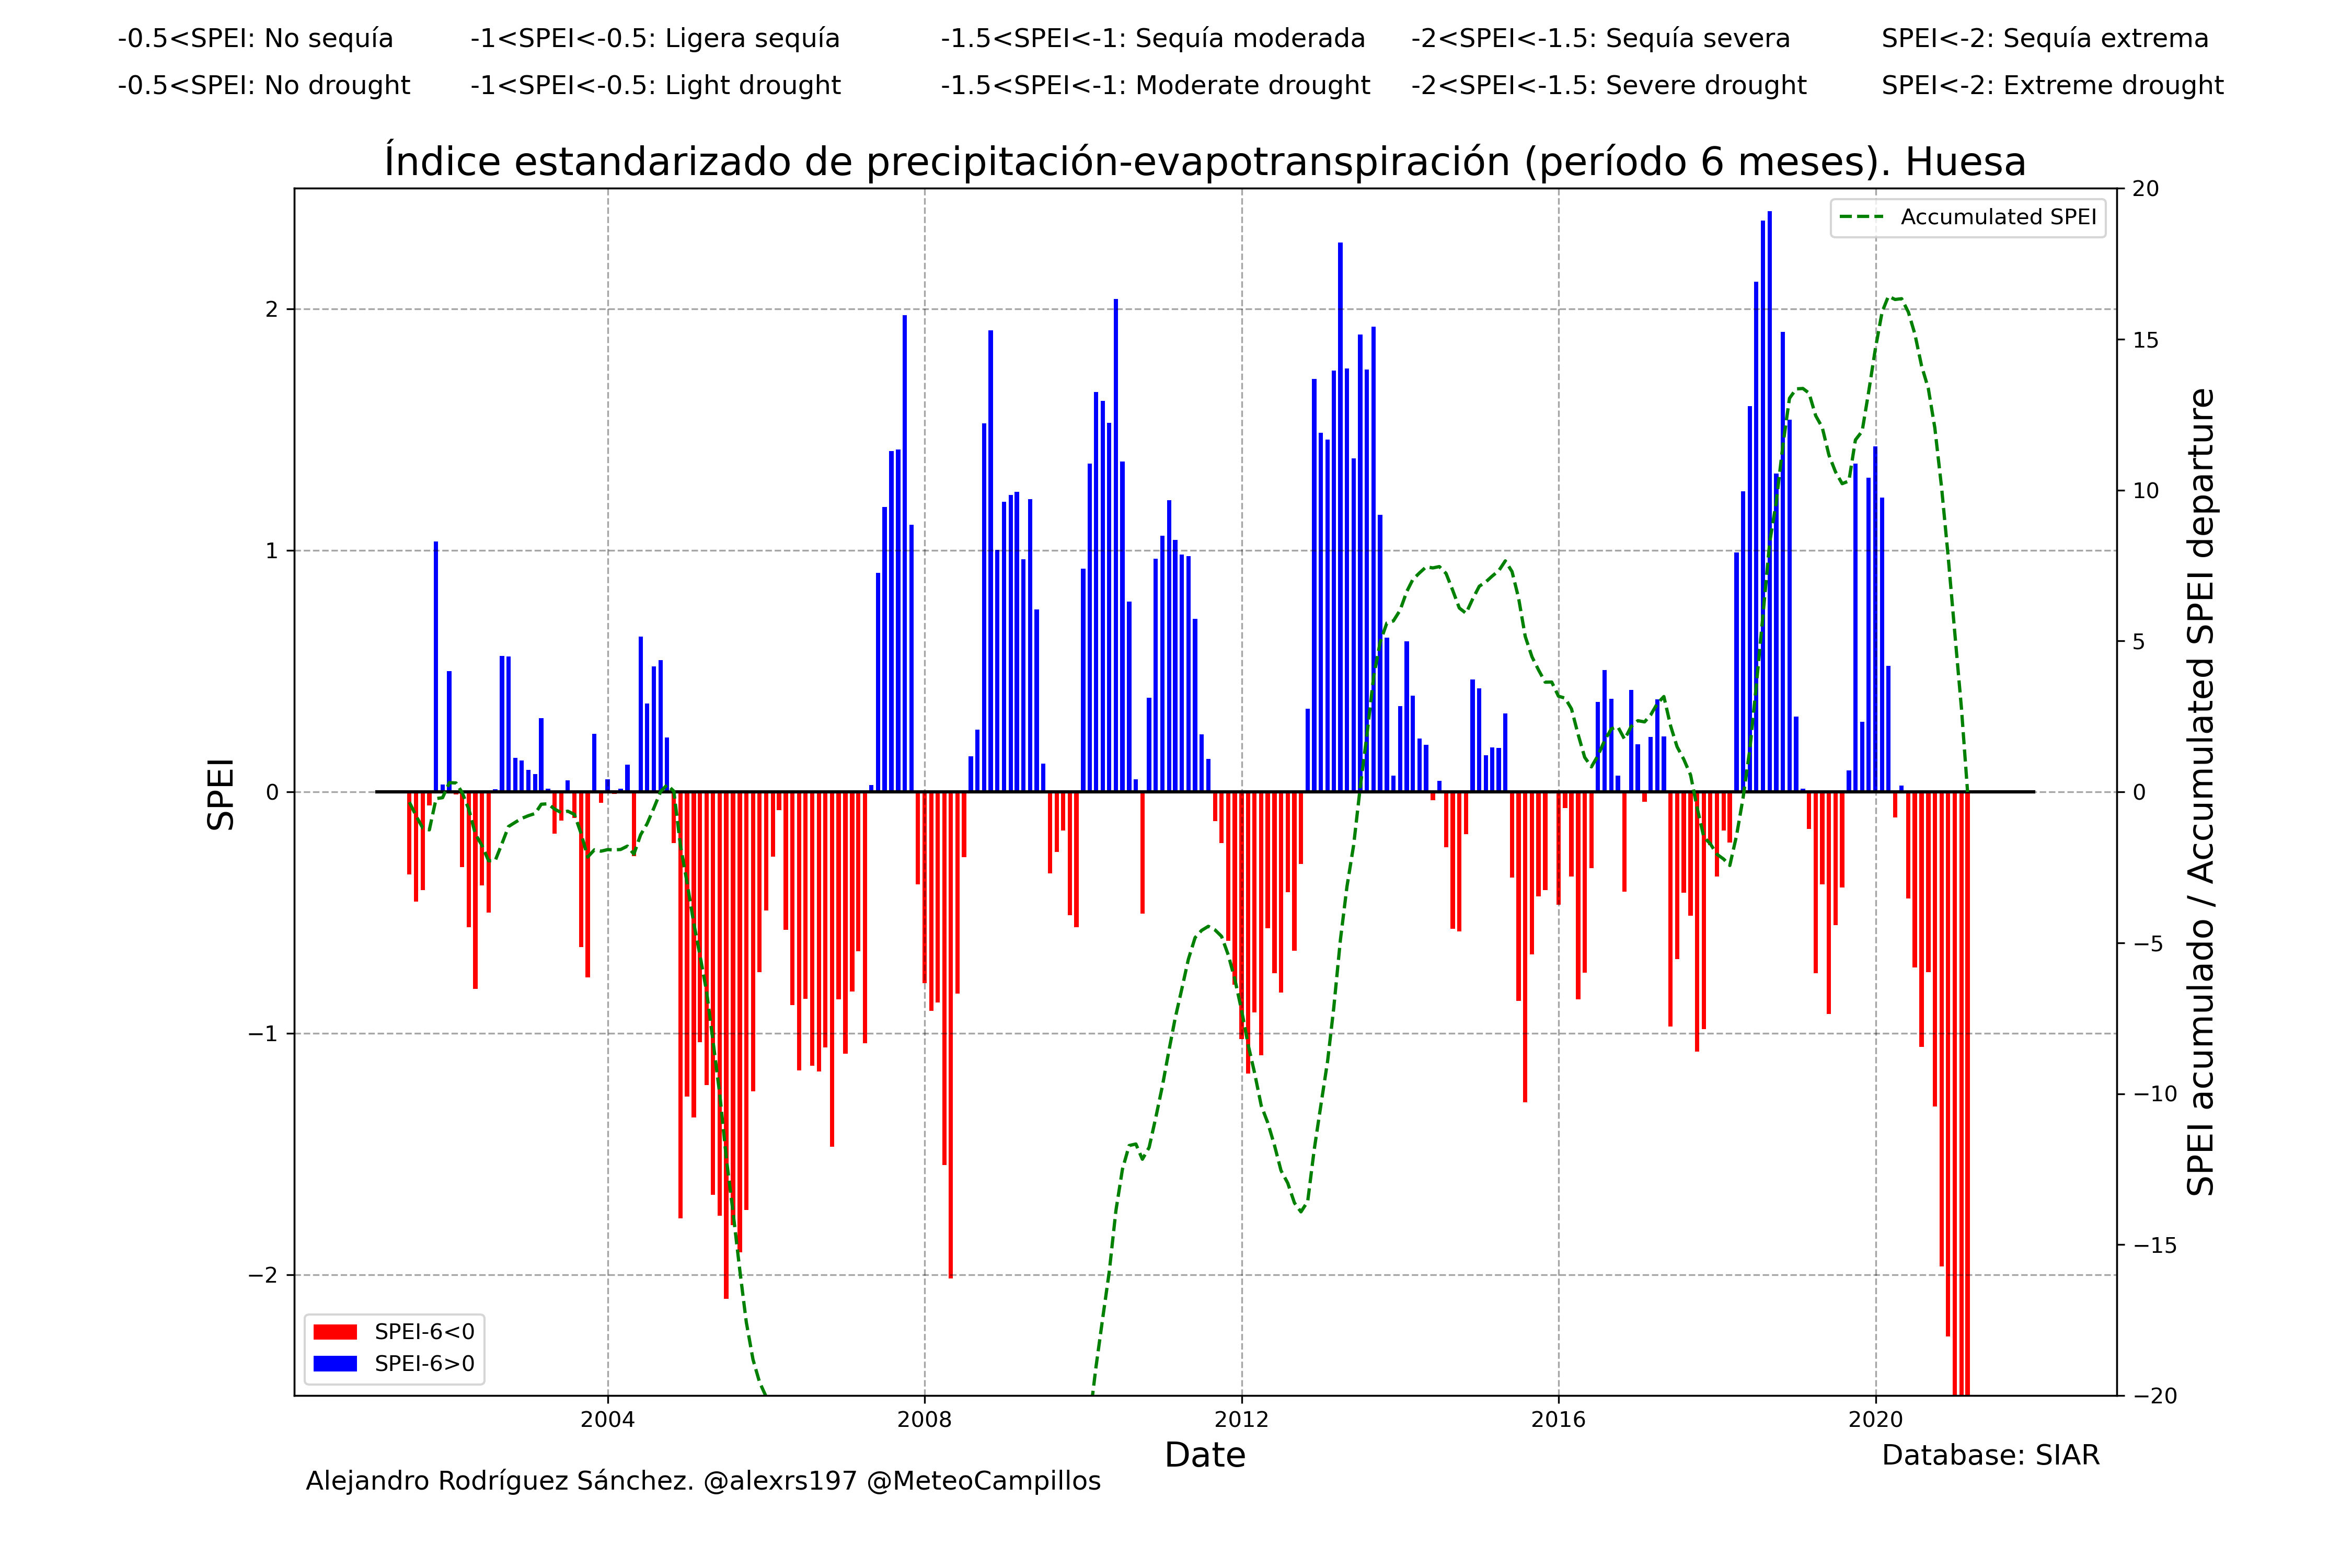 -0.5<SPEI: No sequía -1<SPEI<-0.5: Ligera sequía -1.5<SPEI<-1: Sequía moderada -2<SPEI<-1.5: Sequía severa SPEI<-2: Sequía extrema
-0.5<SPEI: No drought -1<SPEI<-0.5: Light drought -1.5<SPEI<-1: Moderate drought -2<SPEI<-1.5: Severe drought SPEI<-2: Extreme drought
Índice estandarizado de precipitación-evapotranspiración (período 6 meses). Huesa
Accumulated SPEI
SPEI
2
1
0
−1
−2
20
15
10
5
0
−5
−10
−15
−20
SPEI acumulado / Accumulated SPEI departure
SPEI-6<0
SPEI-6>0
2004 2008 2012 2016 2020
Date
Database: SIAR
Alejandro Rodríguez Sánchez. @alexrs197 @MeteoCampillos